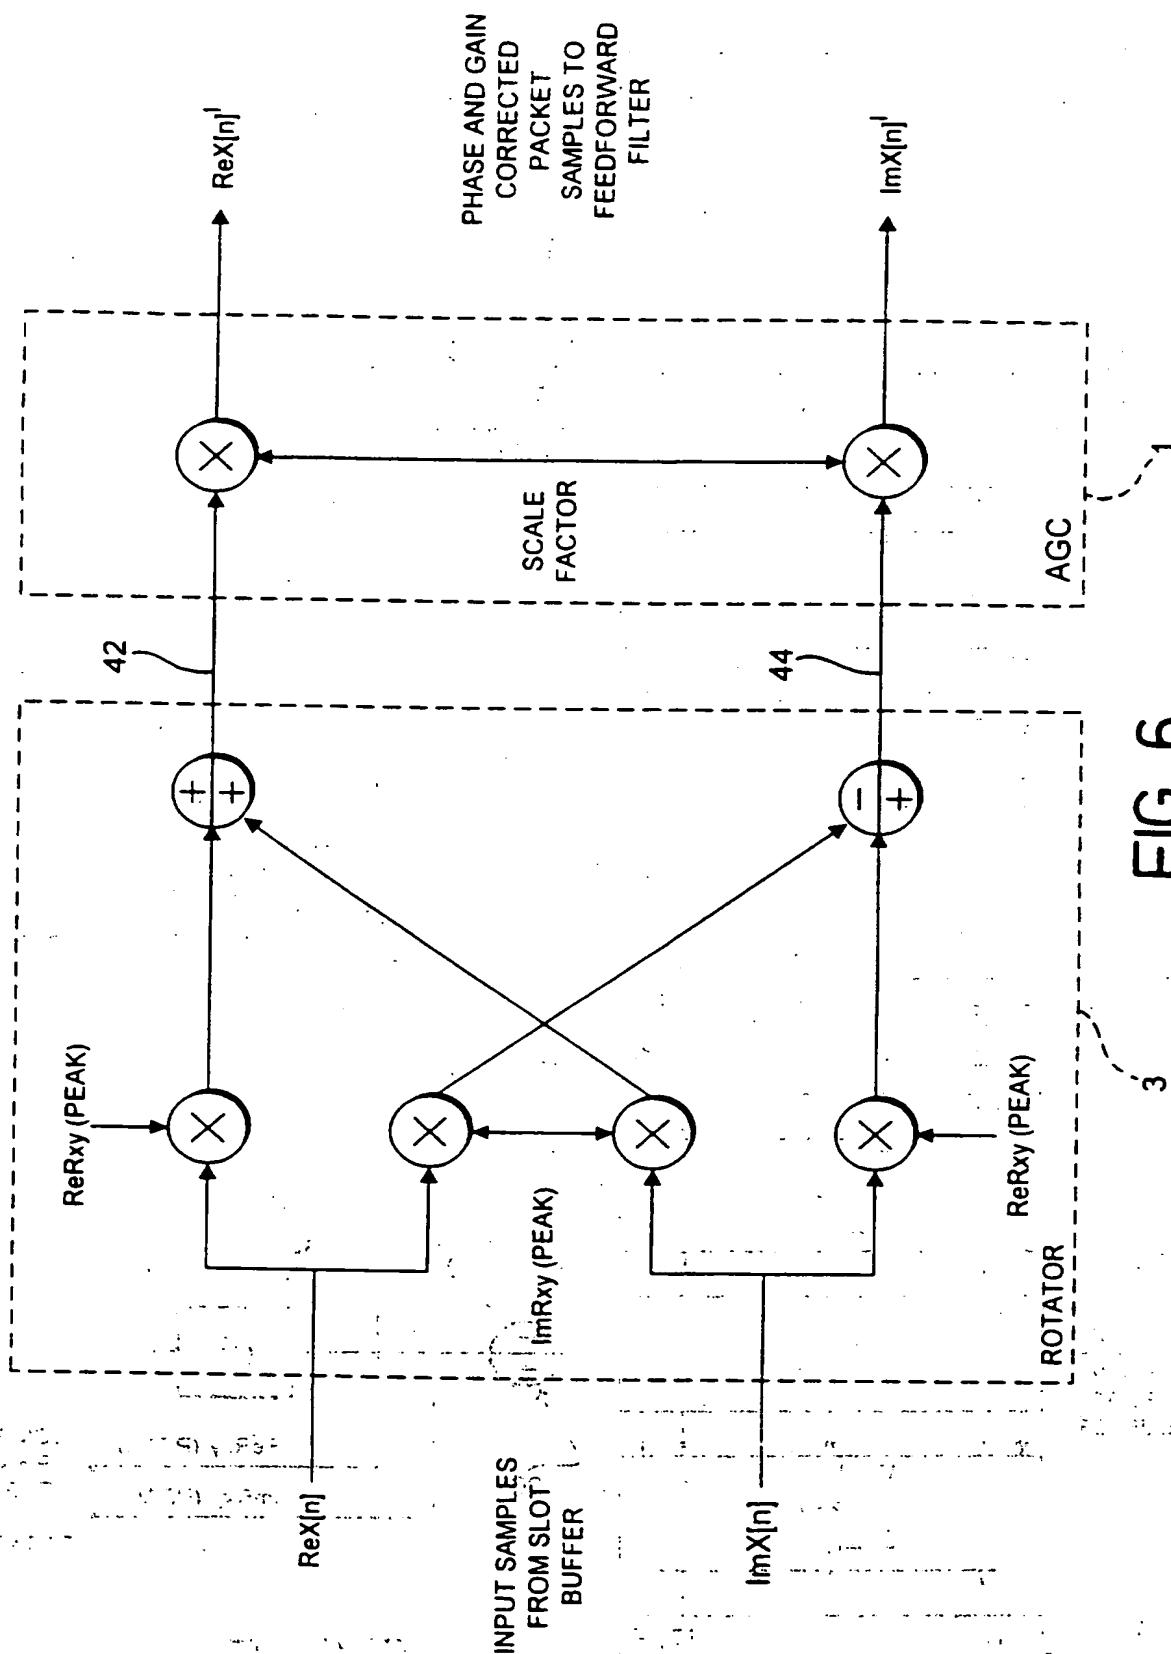 INPUT SAMPLES
FROM SLOT
BUFFER
ReX[n]
ImX[n]
ReRxy (PEAK)
ImRxy (PEAK)
ReRxy (PEAK)
ROTATOR
3
+
+
−
+
42
44
SCALE
FACTOR
AGC
1
ReX[n]'
ImX[n]'
PHASE AND GAIN
CORRECTED
PACKET
SAMPLES TO
FEEDFORWARD
FILTER
FIG. 6